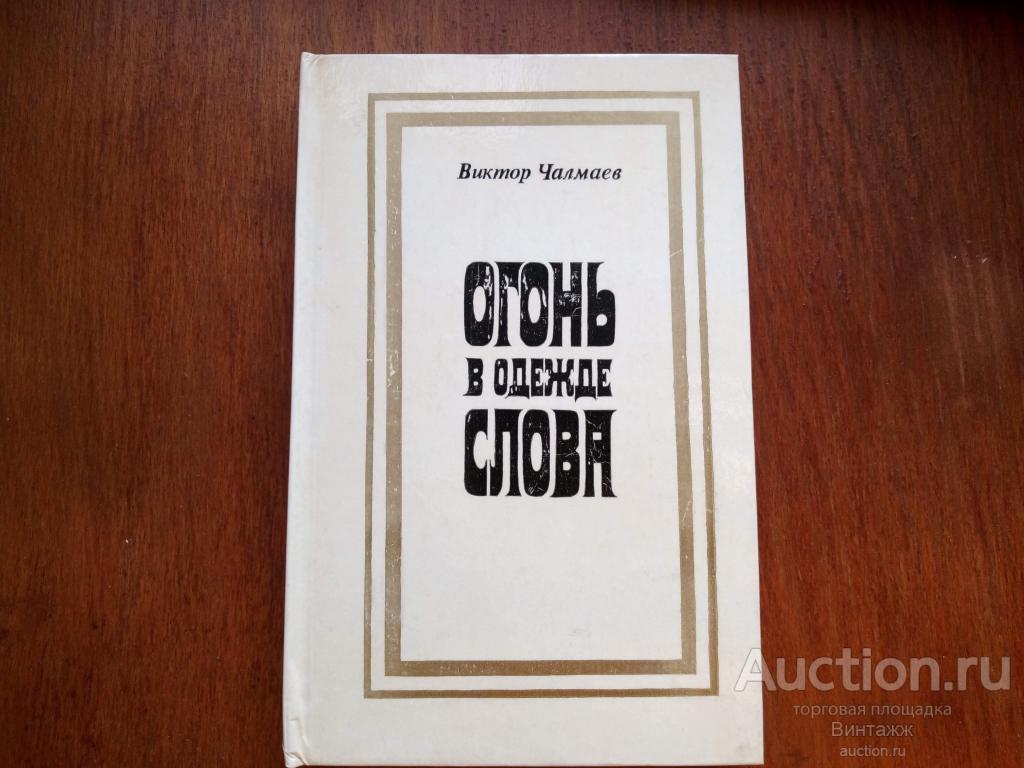 Виктор Чалмаев
ОГОНЬ
В ОДЕЖДЕ
СЛОВА
Auction.ru
торговая площадка
Винтажж
auction.ru